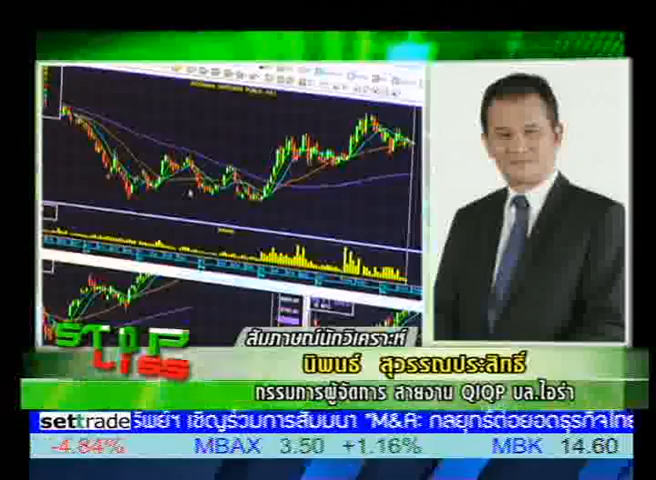 STOP
LOSS
สัมภาษณ์นักวิเคราะห์
นิพนธ์ สุวรรณประสิทธิ์
กรรมการผู้จัดการ สายงาน QIQP บล.ไอร่า
settrade รัพย์ฯ เชิญร่วมการสัมมนา "M&A: กลยุทธ์ต่อยอดธุรกิจไทย
-4.84% MBAX 3.50 +1.16% MBK 14.60